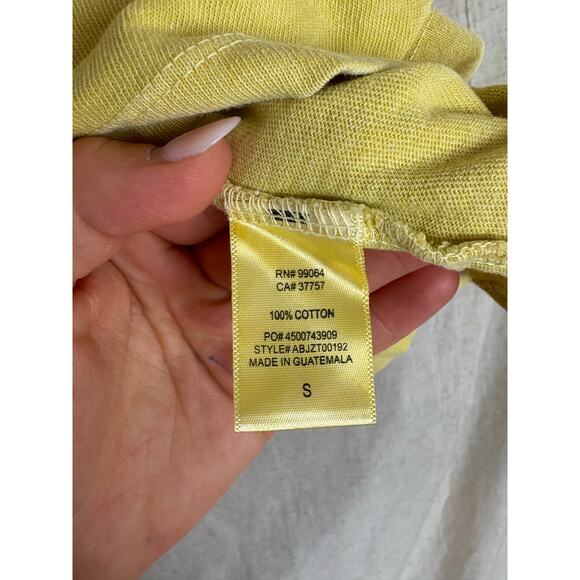 RN# 99064
CA# 37757
100% COTTON
PO# 4500743909
STYLE# ABJZT00192
MADE IN GUATEMALA
S